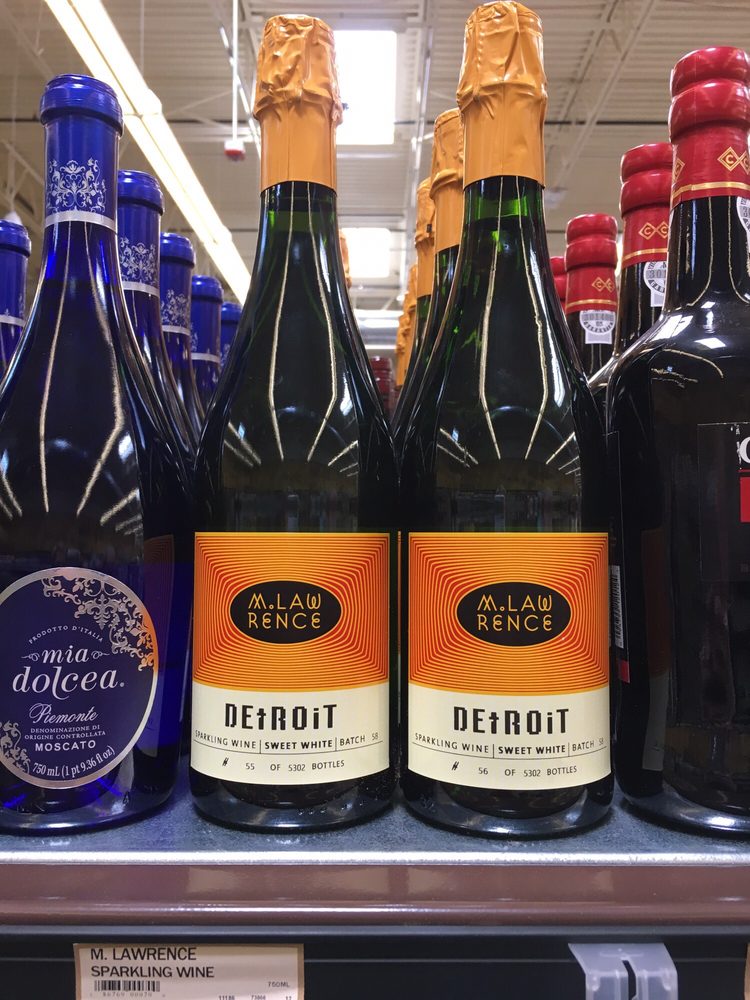 PRODOTTO D'ITALIA
mia
dolcea.
Piemonte
DENOMINAZIONE DI
ORIGINE CONTROLLATA
MOSCATO
750 mL (1 pt 9.36 fl oz)
M.LAW
RENCE
DEtROiT
SPARKLING WINE | SWEET WHITE | BATCH 58
# 55 OF 5302 BOTTLES
M.LAW
RENCE
DEtROiT
SPARKLING WINE | SWEET WHITE | BATCH 58
# 56 OF 5302 BOTTLES
M. LAWRENCE
SPARKLING WINE
750ML